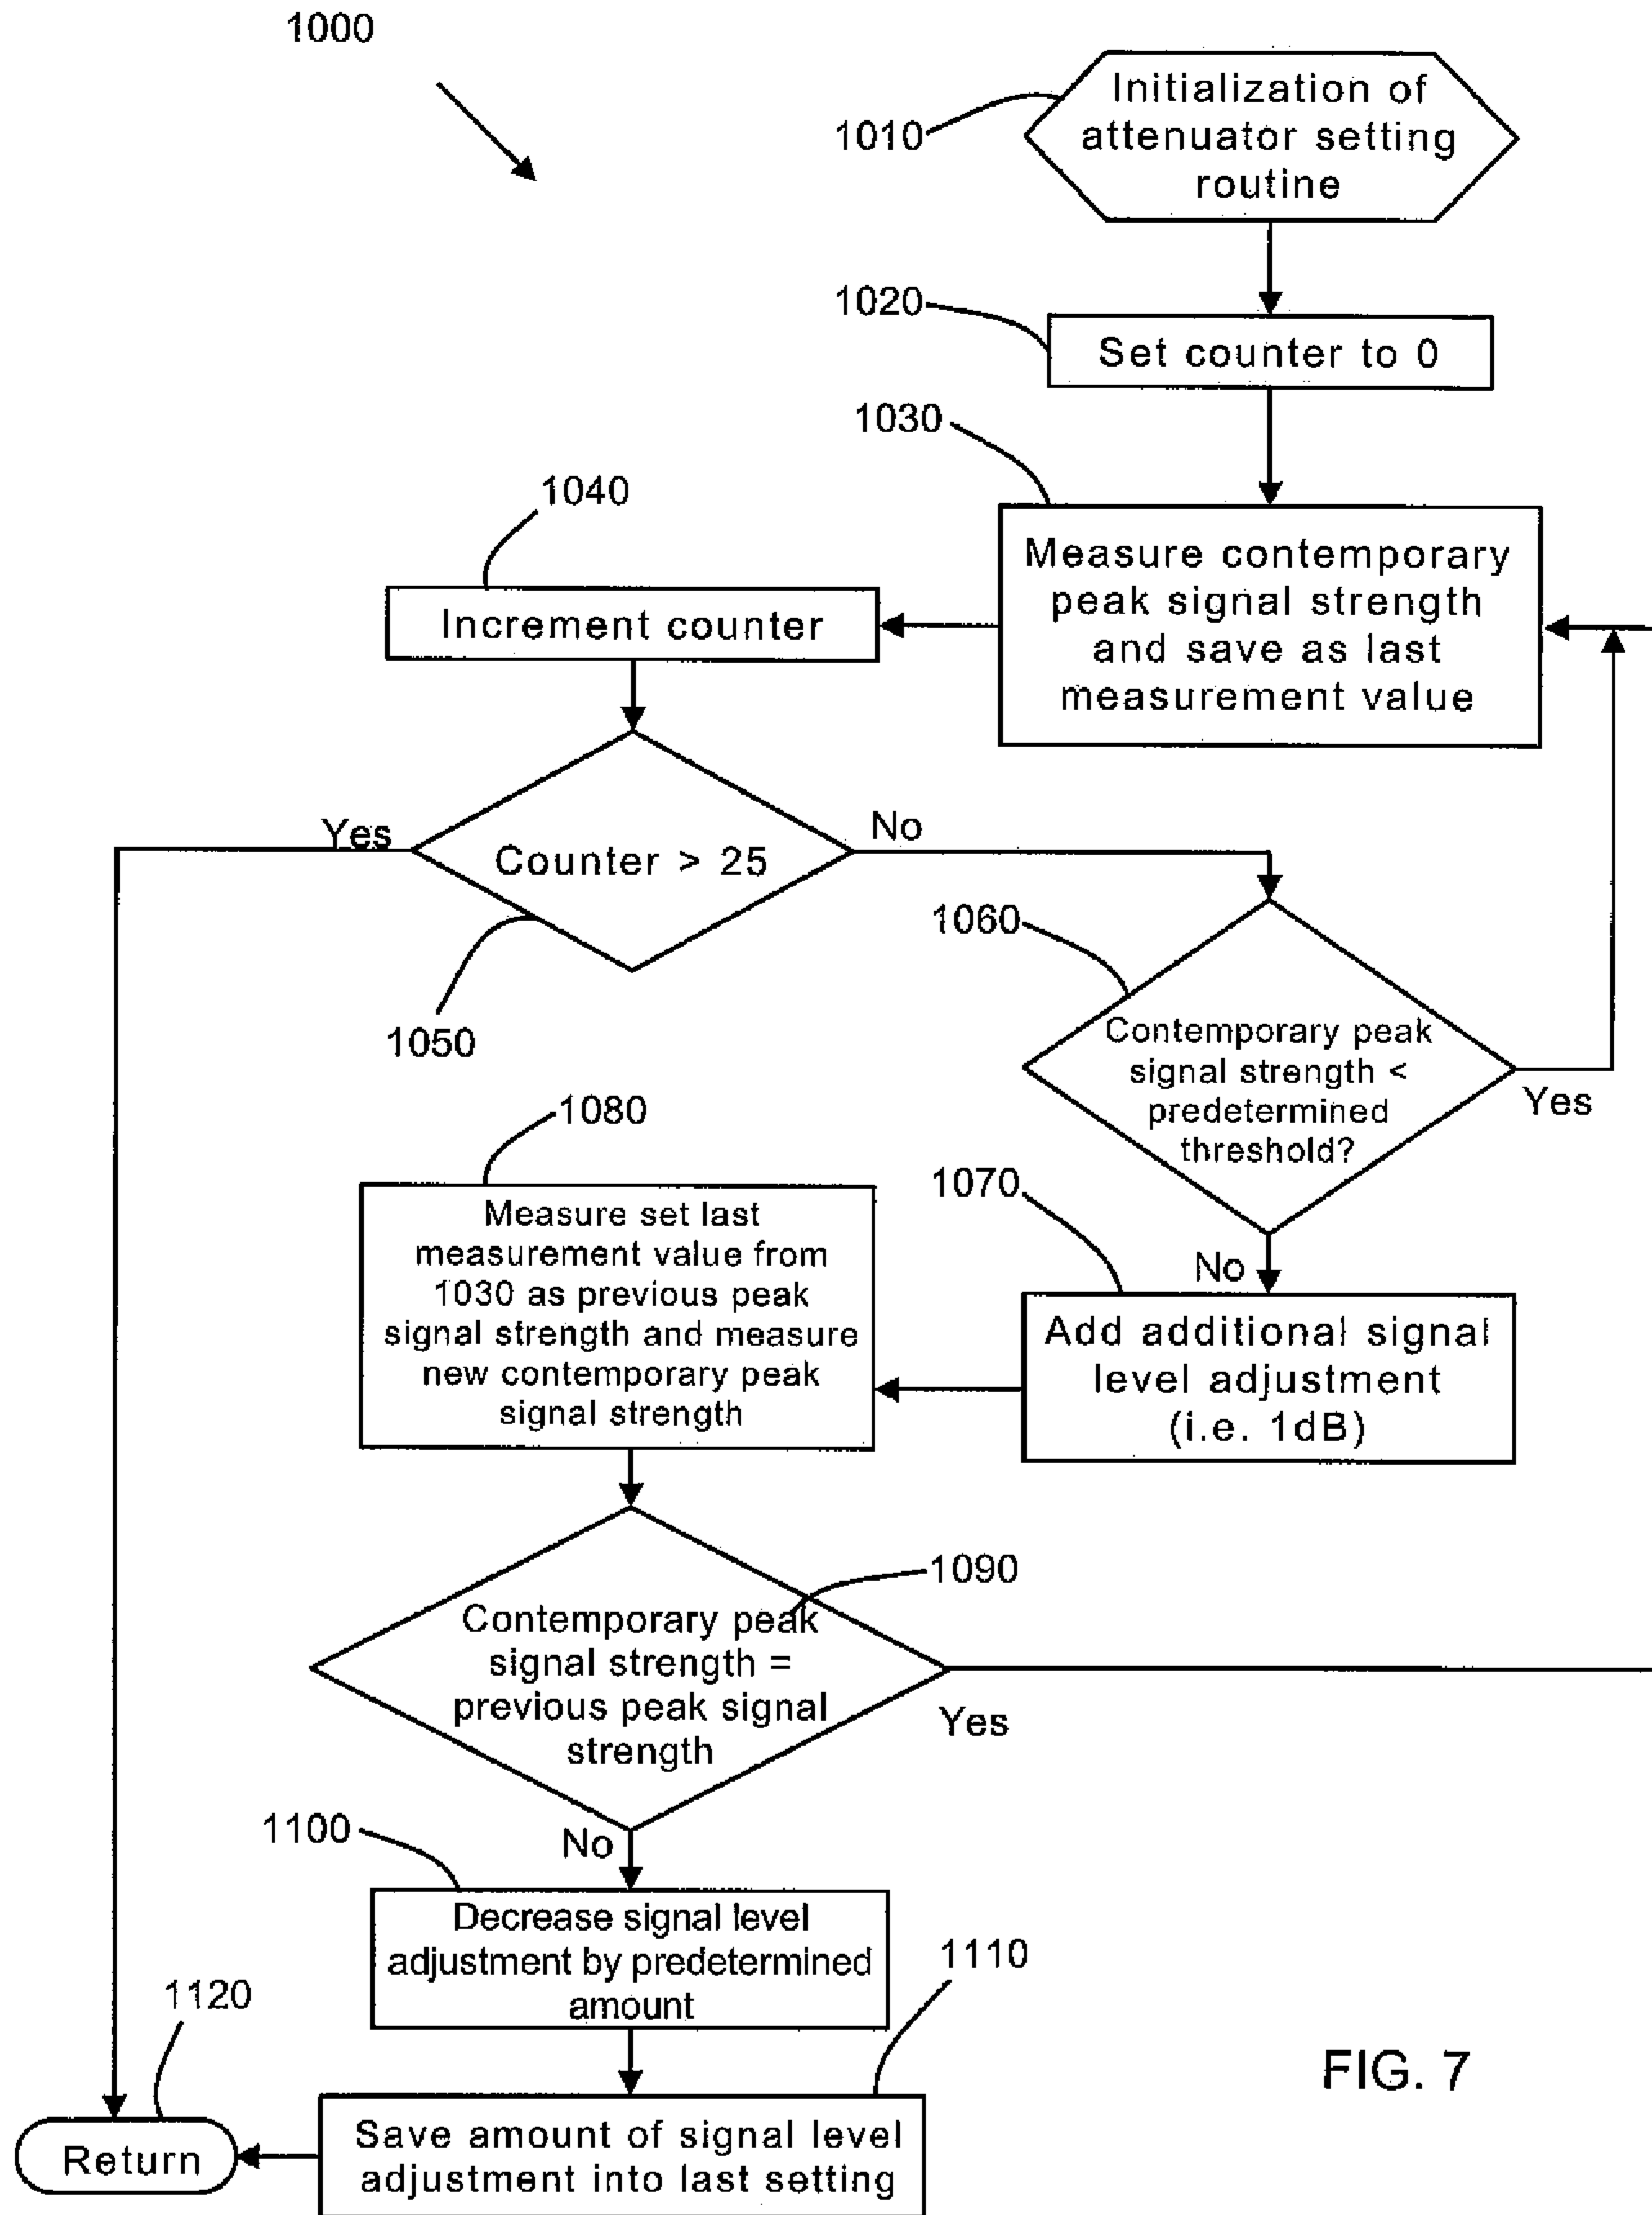 1000
Initialization of
attenuator setting
routine
1010
1020
Set counter to 0
1030
1040
Measure contemporary
peak signal strength
and save as last
measurement value
Increment counter
Yes
No
Counter > 25
1060
1050
Contemporary peak
signal strength <
predetermined
threshold?
Yes
1080
1070
No
Measure set last
measurement value from
1030 as previous peak
signal strength and measure
new contemporary peak
signal strength
Add additional signal
level adjustment
(i.e. 1dB)
1090
Contemporary peak
signal strength =
previous peak signal
strength
Yes
1100
No
Decrease signal level
adjustment by predetermined
amount
1110
1120
FIG. 7
Save amount of signal level
adjustment into last setting
Return